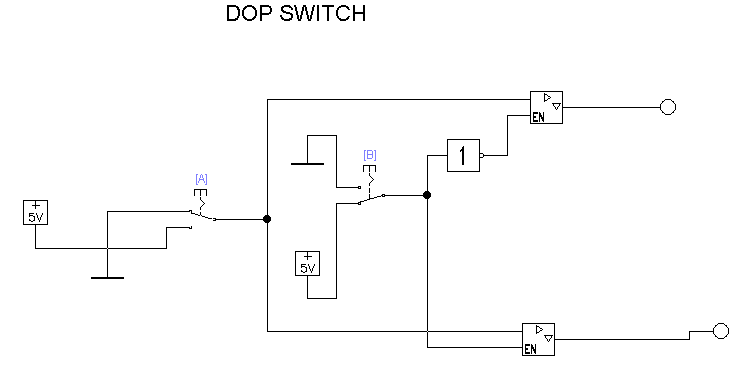 DOP SWITCH
EN
1
[B]
[A]
+
5V
+
5V
EN